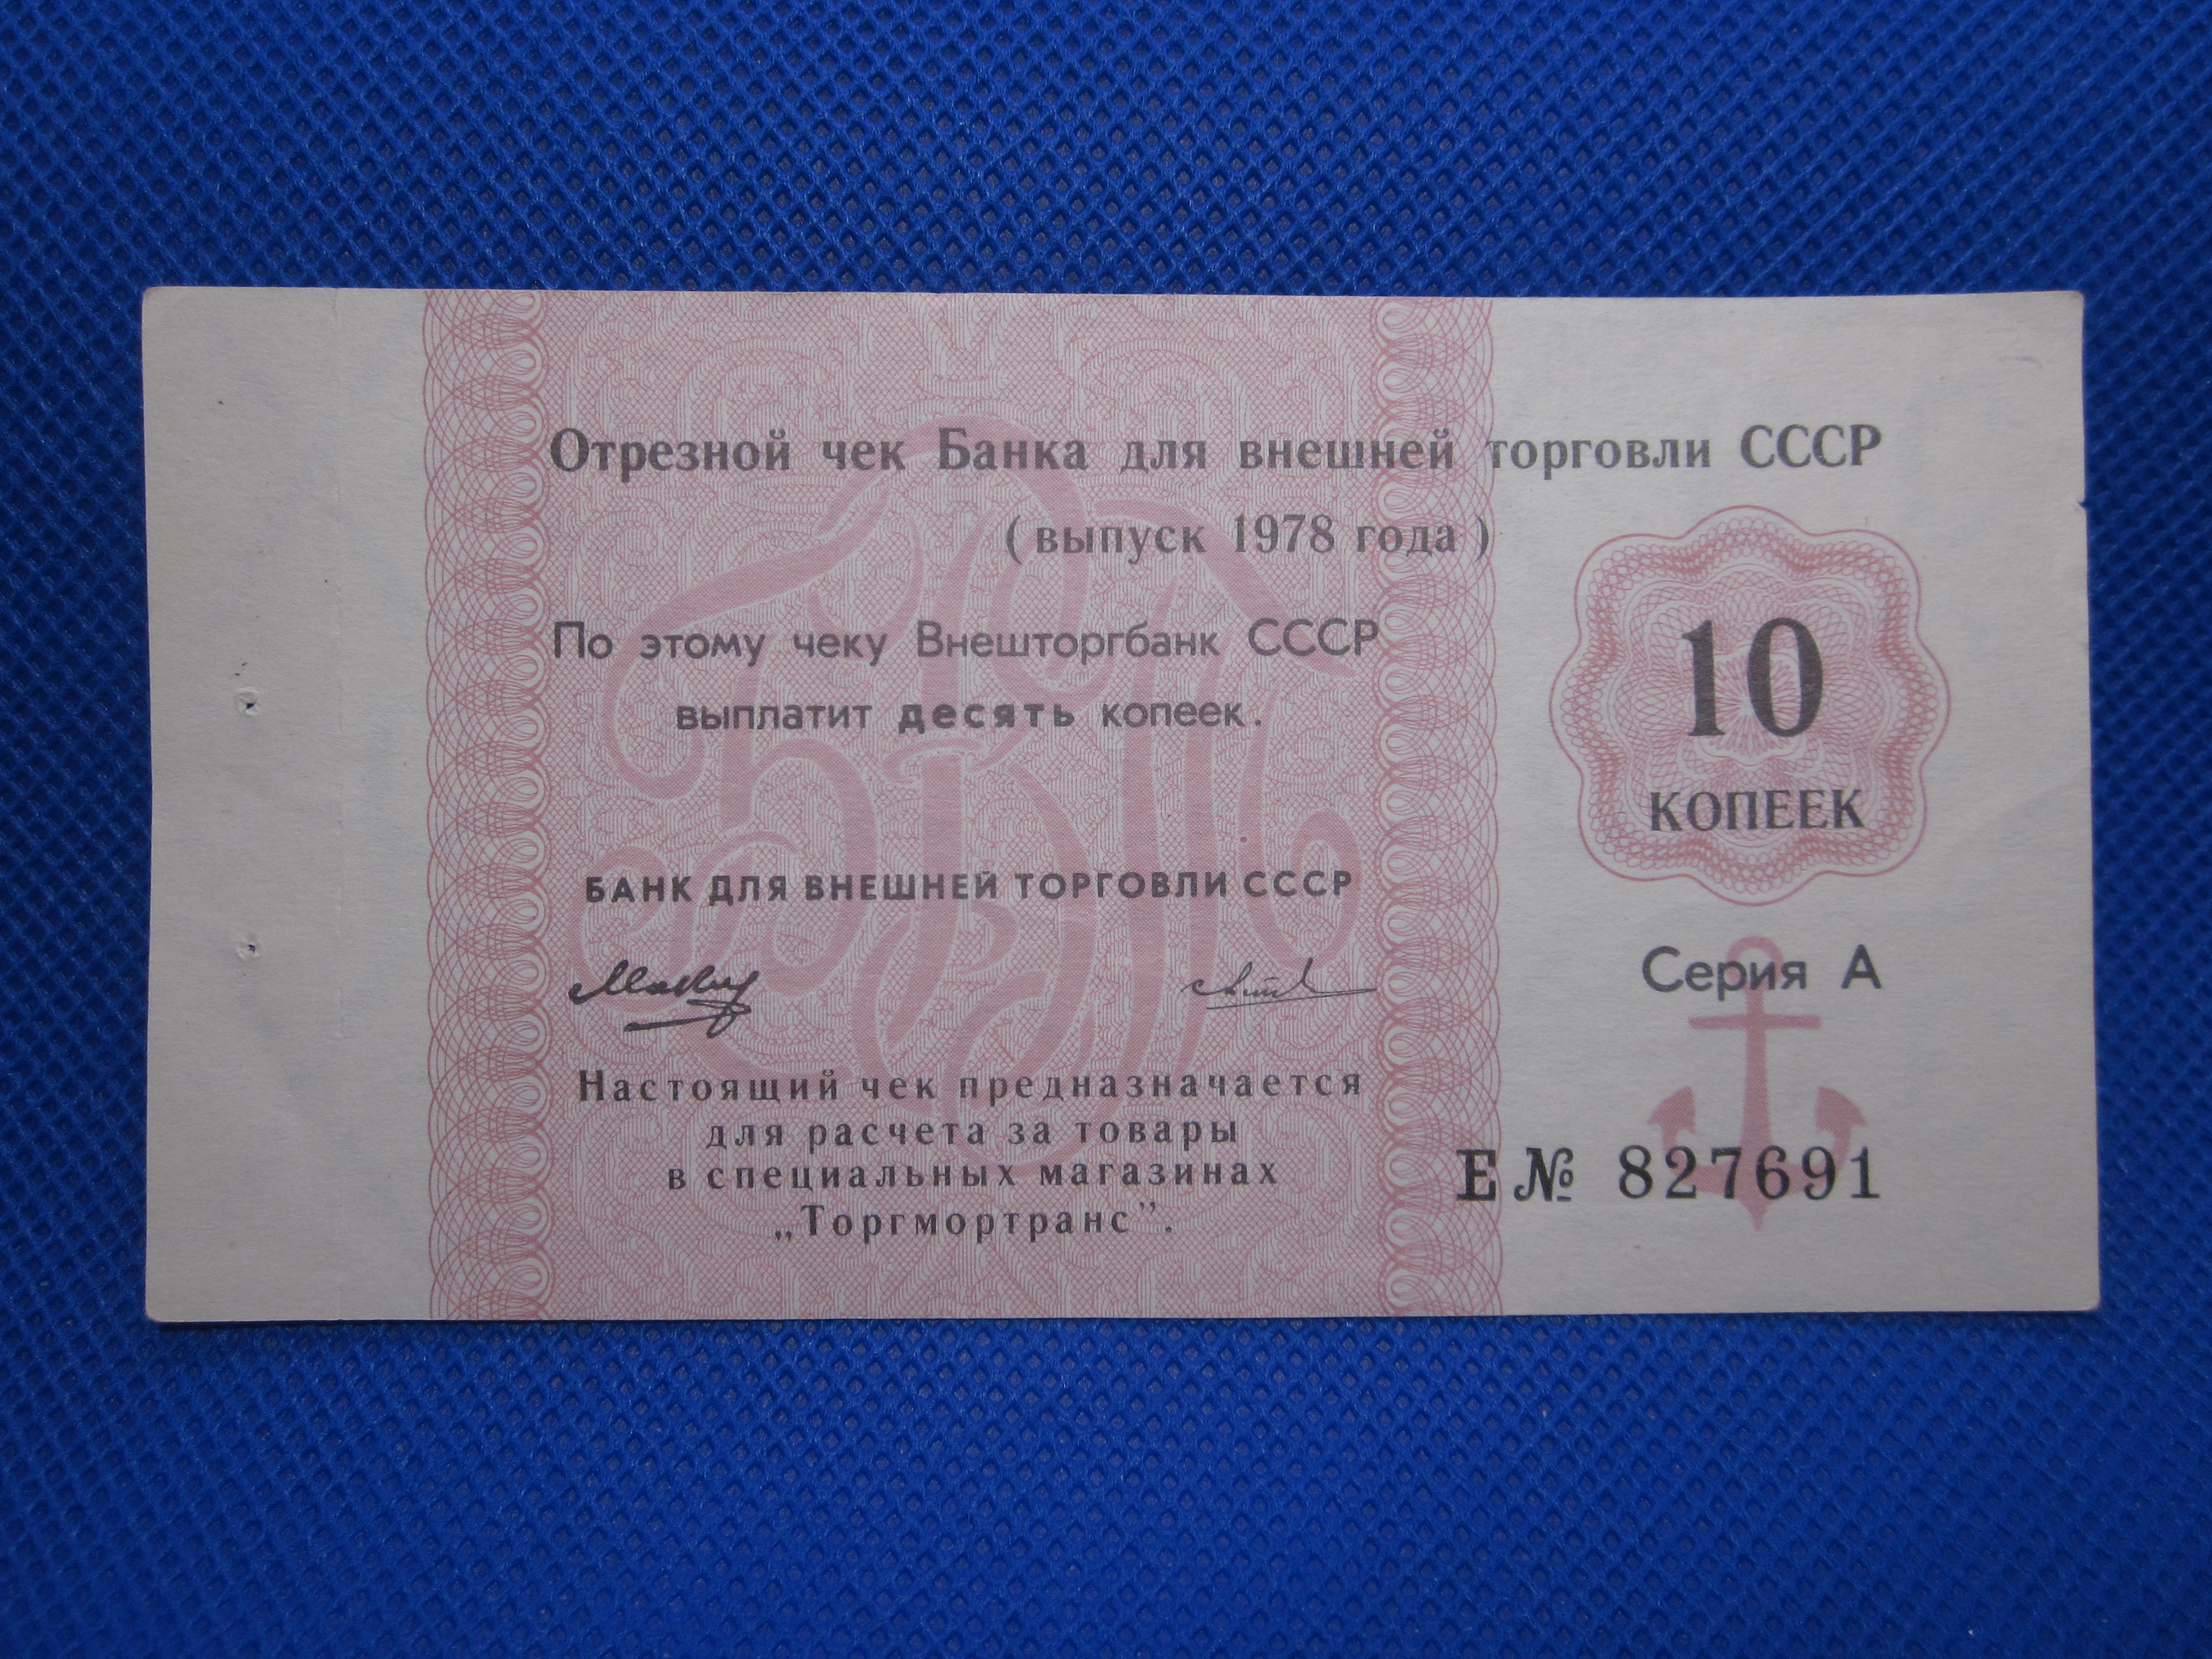 Отрезной чек Банка для внешней торговли СССР
( выпуск 1978 года )
По этому чеку Внешторгбанк СССР
выплатит десять копеек.
10
КОПЕЕК
БАНК ДЛЯ ВНЕШНЕЙ ТОРГОВЛИ СССР
Серия А
Настоящий чек предназначается
для расчета за товары
в специальных магазинах
„Торгмортранс”.
Е № 827691